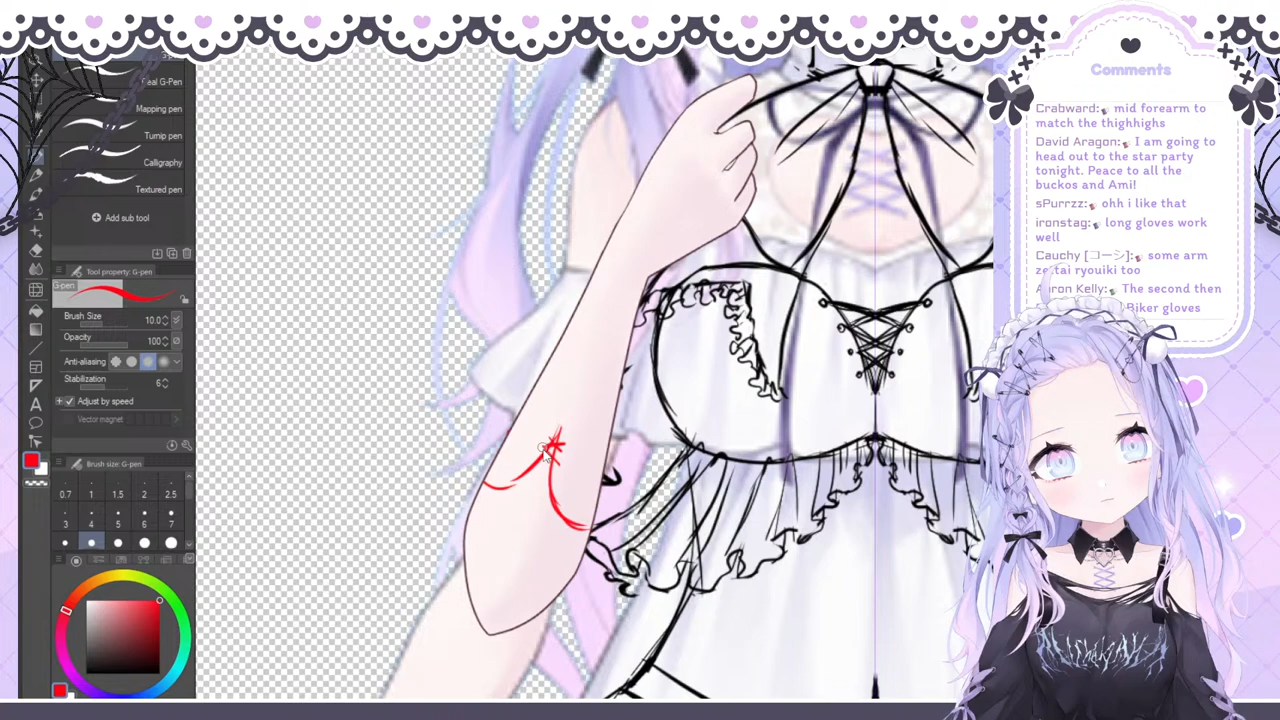 Real G-Pen
Mapping pen
Turnip pen
Calligraphy
Textured pen
Add sub tool
Tool property: G-pen
G-pen
Brush Size 10.0
Opacity 100
Anti-aliasing
Stabilization 6
Adjust by speed
Vector magnet
Brush size: G-pen
0.7 1 1.5 2 2.5
3 4 5 6 7
Comments
Crabward: mid forearm to
match the thighhighs
David Aragon: I am going to
head out to the star party
tonight. Peace to all the
buckos and Ami!
sPurrzz: ohh i like that
ironstag: long gloves work
well
Cauchy [コーシ]: some arm
zettai ryouiki too
Aaron Kelly: The second then
Biker gloves